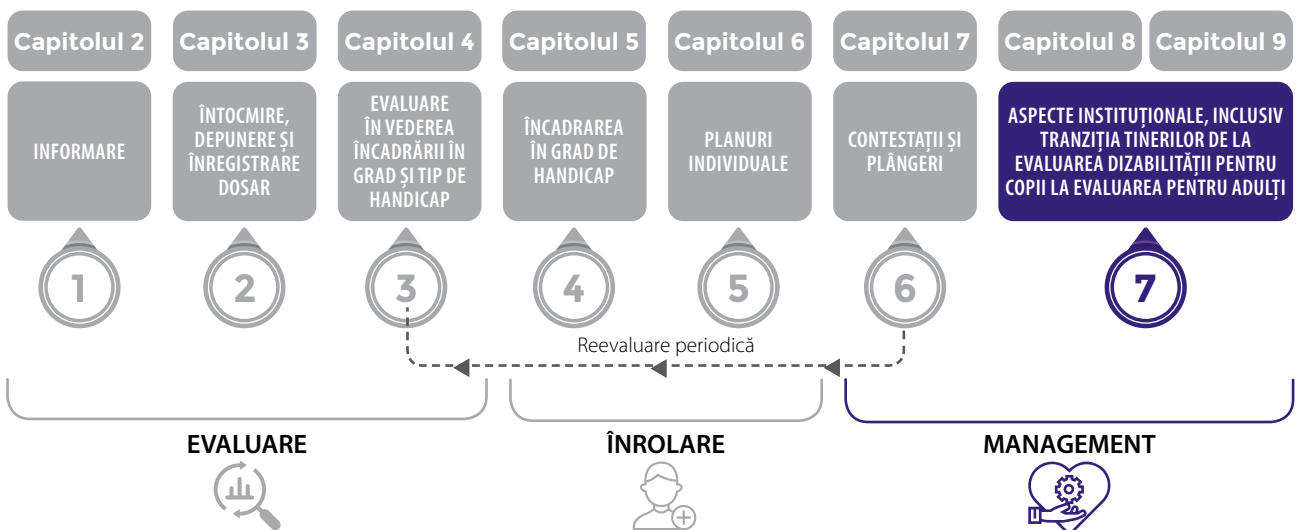 Capitolul 2
Capitolul 3
Capitolul 4
Capitolul 5
Capitolul 6
Capitolul 7
Capitolul 8
Capitolul 9
INFORMARE
ÎNTOCMIRE,
DEPUNERE ȘI
ÎNREGISTRARE
DOSAR
EVALUARE
ÎN VEDEREA
ÎNCADRĂRII ÎN
GRAD ȘI TIP DE
HANDICAP
ÎNCADRAREA
ÎN GRAD DE
HANDICAP
PLANURI
INDIVIDUALE
CONTESTAȚII ȘI
PLÂNGERI
ASPECTE INSTITUȚIONALE, INCLUSIV
TRANZIȚIA TINERILOR DE LA
EVALUAREA DIZABILITĂȚII PENTRU
COPII LA EVALUAREA PENTRU ADULȚI
1
2
3
4
5
6
7
Reevaluare periodică
EVALUARE
ÎNROLARE
MANAGEMENT